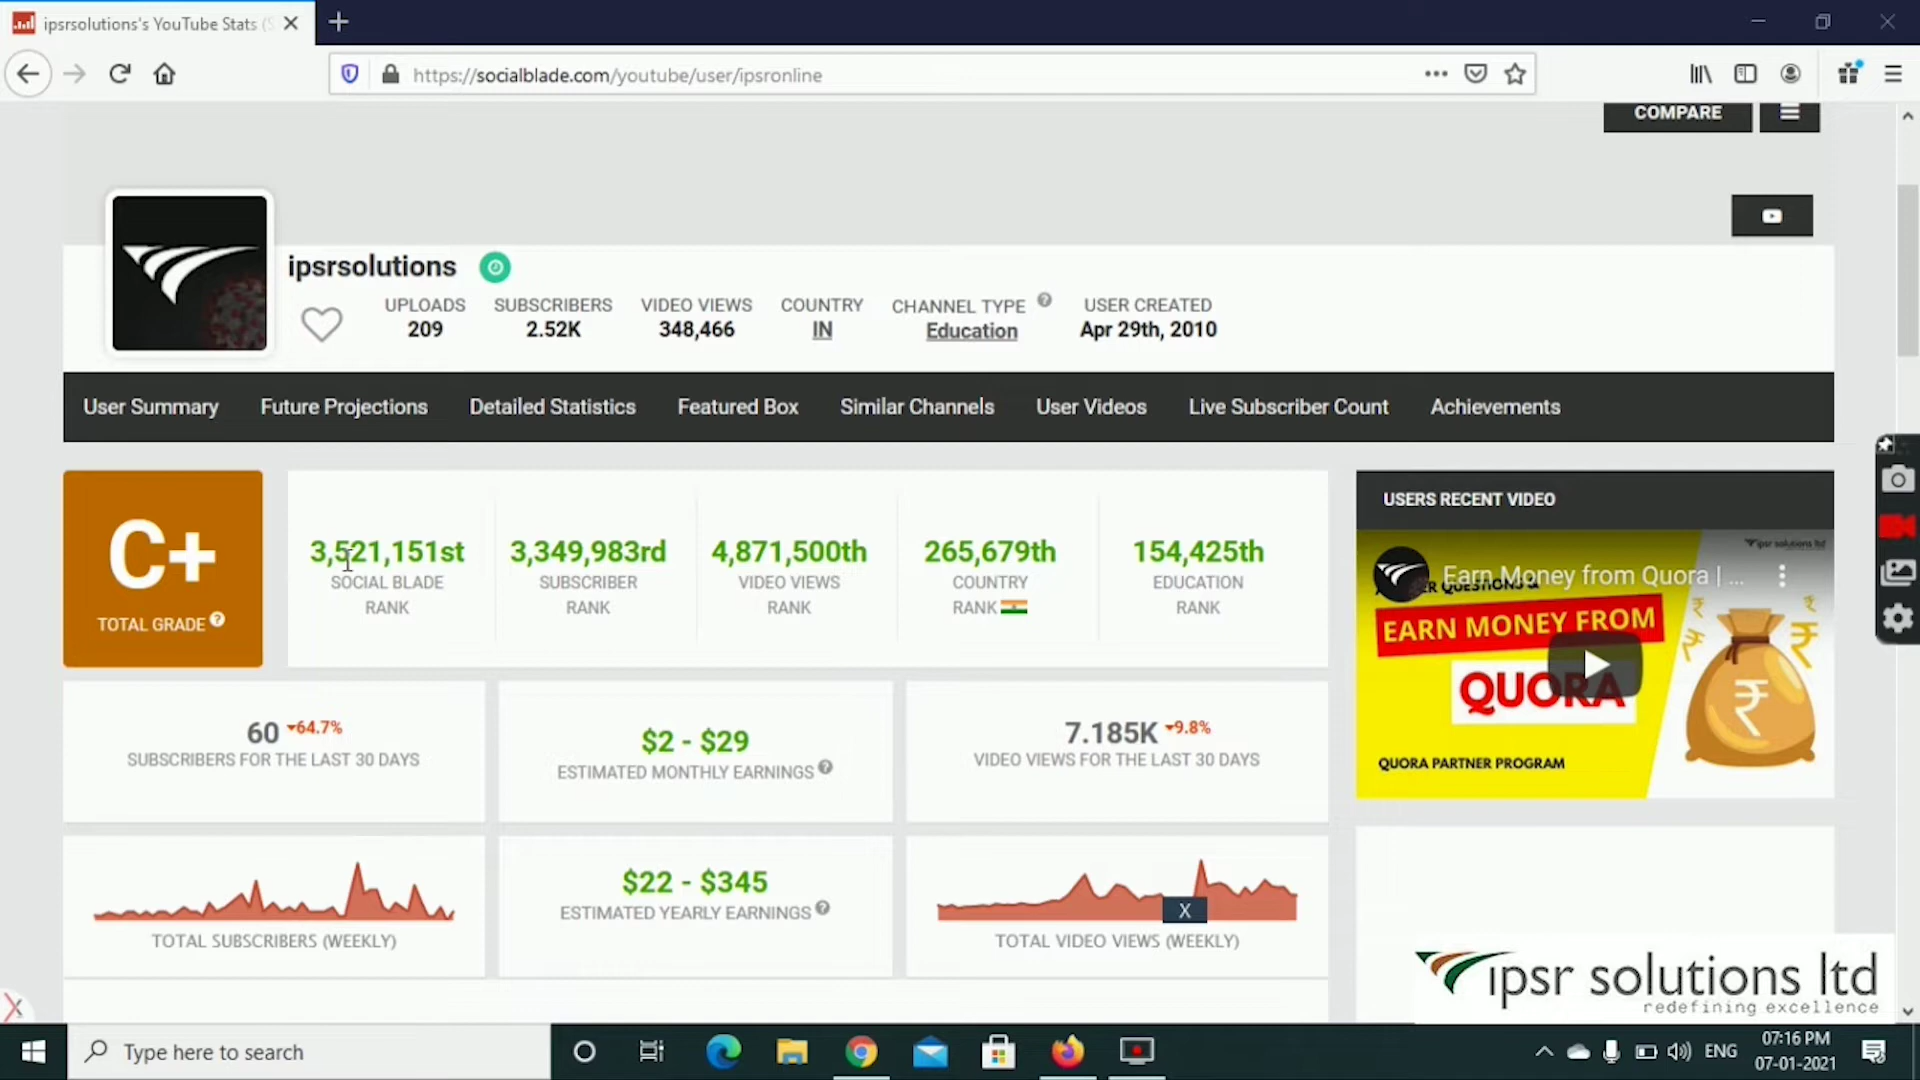 ipsrsolutions's YouTube Stats (S
https://socialblade.com/youtube/user/ipsronline
COMPARE
ipsrsolutions
UPLOADS
209
SUBSCRIBERS
2.52K
VIDEO VIEWS
348,466
COUNTRY
IN
CHANNEL TYPE
Education
USER CREATED
Apr 29th, 2010
User Summary
Future Projections
Detailed Statistics
Featured Box
Similar Channels
User Videos
Live Subscriber Count
Achievements
C+
TOTAL GRADE
3,521,151st
SOCIAL BLADE
RANK
3,349,983rd
SUBSCRIBER
RANK
4,871,500th
VIDEO VIEWS
RANK
265,679th
COUNTRY
RANK
154,425th
EDUCATION
RANK
USERS RECENT VIDEO
ipsr solutions ltd
Earn Money from Quora | ...
QUESTIONS &
EARN MONEY FROM
QUORA
QUORA PARTNER PROGRAM
60 64.7%
SUBSCRIBERS FOR THE LAST 30 DAYS
$2 - $29
ESTIMATED MONTHLY EARNINGS
7.185K 9.8%
VIDEO VIEWS FOR THE LAST 30 DAYS
TOTAL SUBSCRIBERS (WEEKLY)
$22 - $345
ESTIMATED YEARLY EARNINGS
X
TOTAL VIDEO VIEWS (WEEKLY)
ipsr solutions ltd
redefining excellence
Type here to search
ENG
07:16 PM
07-01-2021